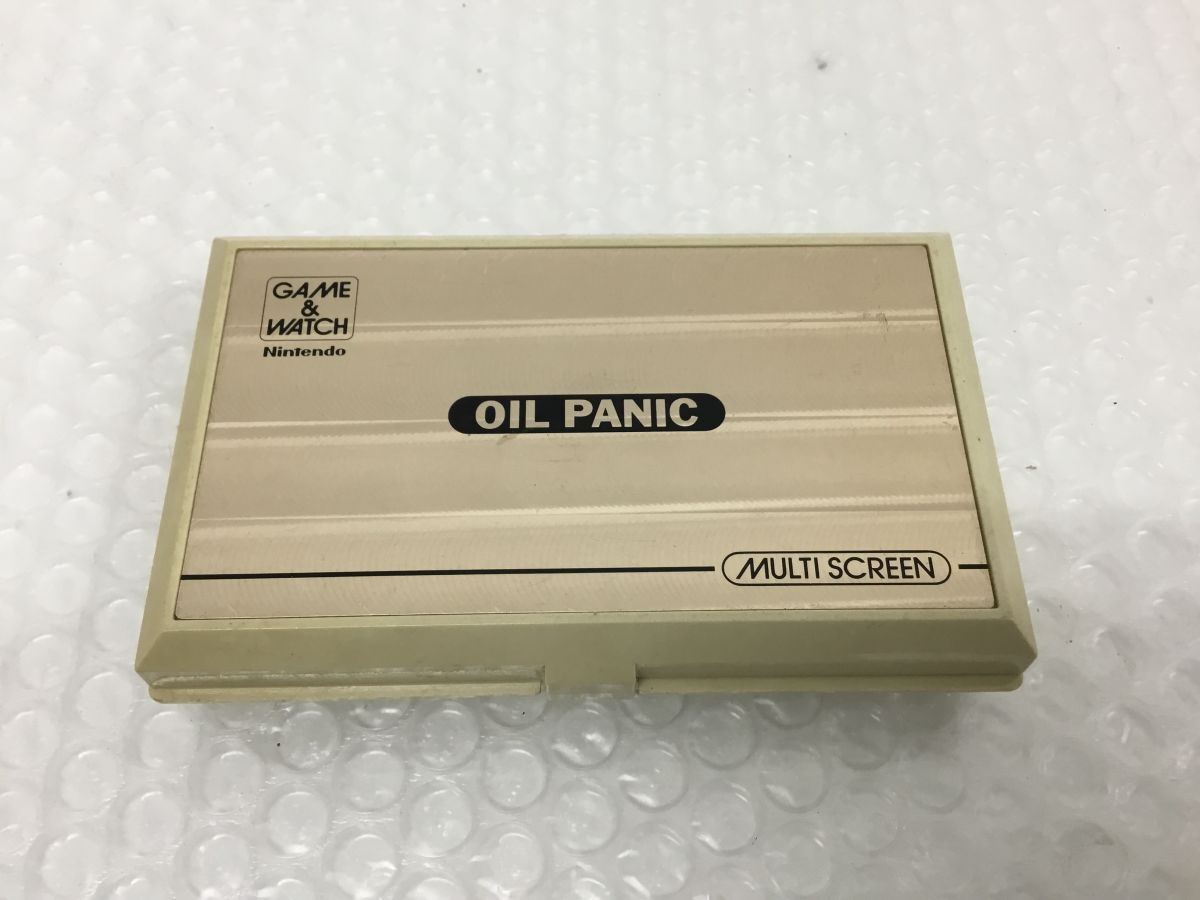 GAME
&
WATCH
Nintendo
OIL PANIC
MULTI SCREEN